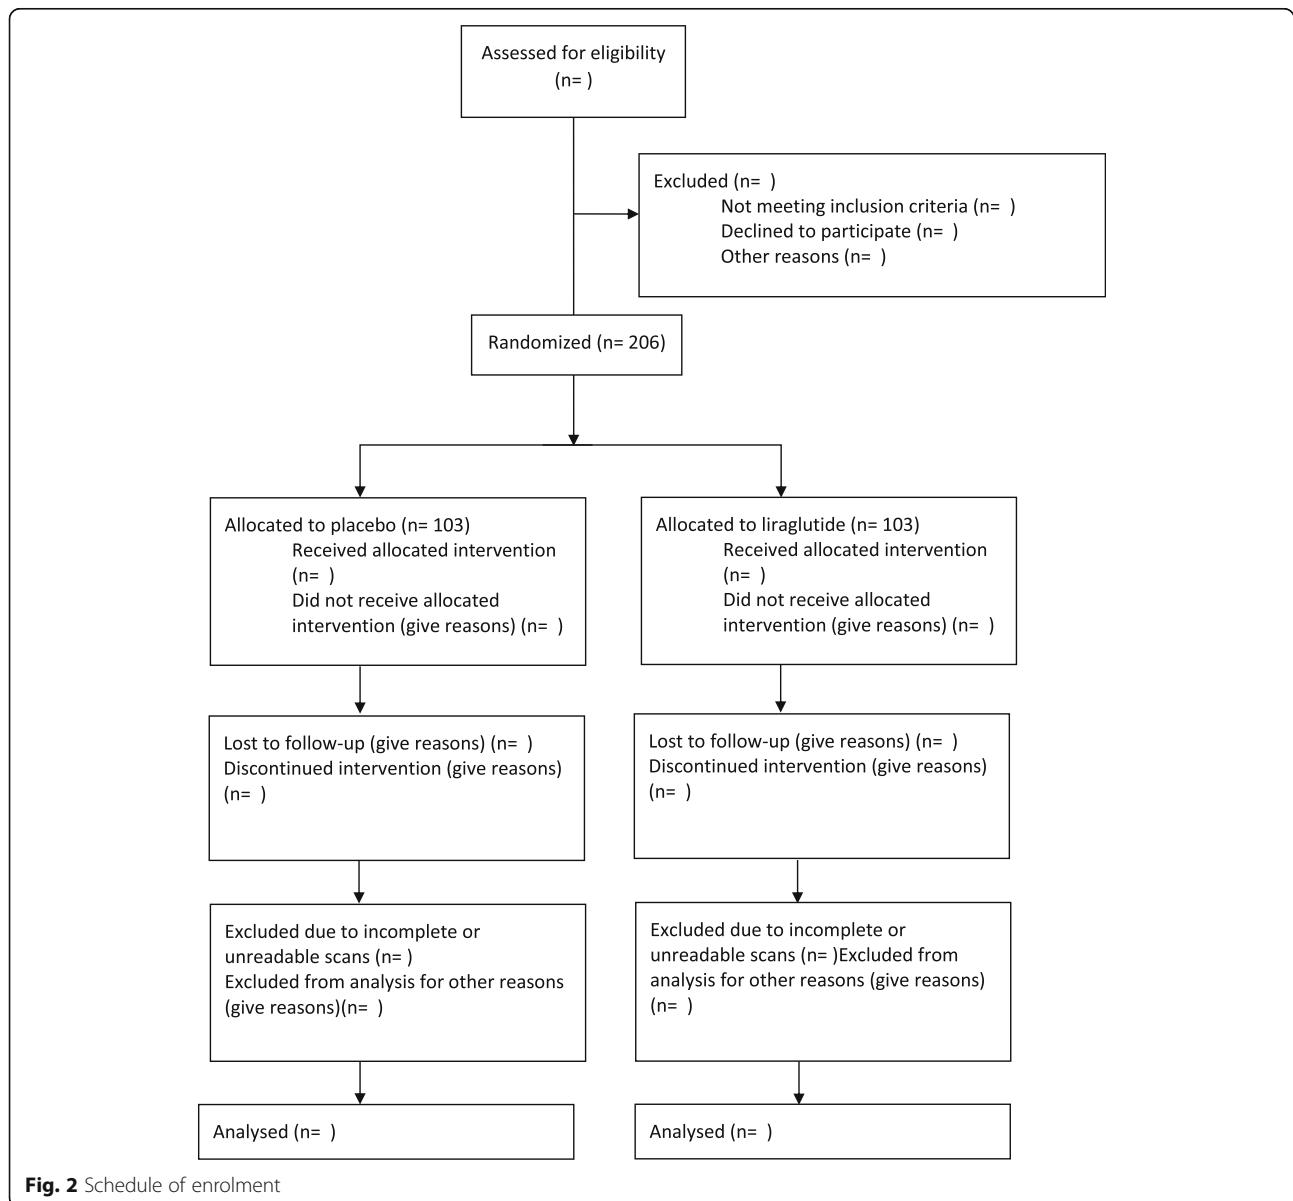 Assessed for eligibility
(n= )
Excluded (n=  )
Not meeting inclusion criteria (n=  )
Declined to participate (n=  )
Other reasons (n=  )
Randomized (n= 206)
Allocated to placebo (n= 103)
Received allocated intervention
(n=  )
Did not receive allocated
intervention (give reasons) (n=  )
Allocated to liraglutide (n= 103)
Received allocated intervention
(n=  )
Did not receive allocated
intervention (give reasons) (n=  )
Lost to follow-up (give reasons) (n=  )
Discontinued intervention (give reasons)
(n=  )
Lost to follow-up (give reasons) (n=  )
Discontinued intervention (give reasons)
(n=  )
Excluded due to incomplete or
unreadable scans (n= )
Excluded from analysis for other reasons
(give reasons)(n=  )
Excluded due to incomplete or
unreadable scans (n= )Excluded from
analysis for other reasons (give reasons)
(n=  )
Analysed (n=  )
Analysed (n=  )
Fig. 2 Schedule of enrolment